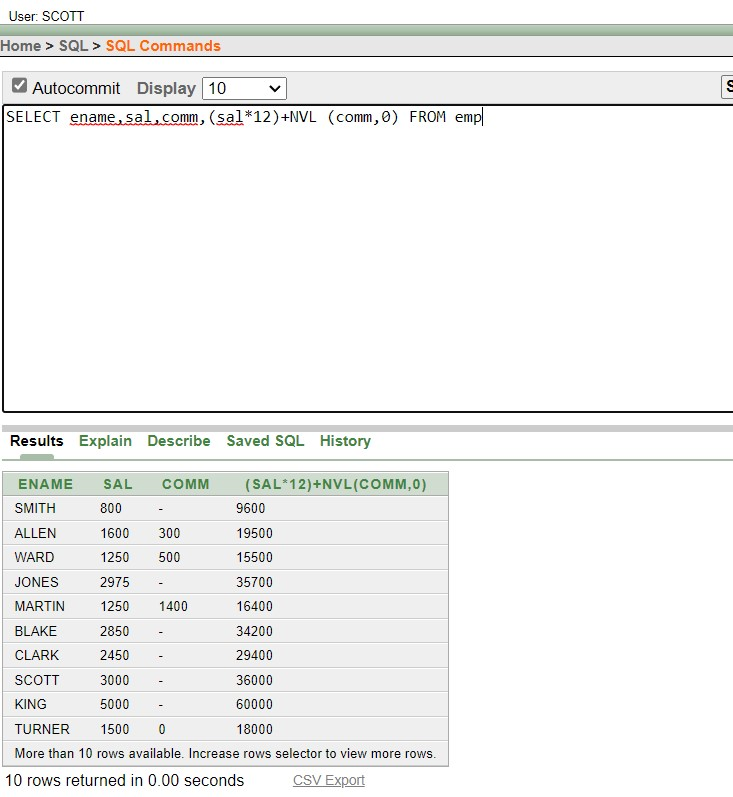 User: SCOTT
Home > SQL > SQL Commands
Autocommit Display 10
SELECT ename,sal,comm,(sal*12)+NVL (comm,0) FROM emp
Results Explain Describe Saved SQL History
ENAME SAL COMM (SAL*12)+NVL(COMM,0)
SMITH 800 - 9600
ALLEN 1600 300 19500
WARD 1250 500 15500
JONES 2975 - 35700
MARTIN 1250 1400 16400
BLAKE 2850 - 34200
CLARK 2450 - 29400
SCOTT 3000 - 36000
KING 5000 - 60000
TURNER 1500 0 18000
More than 10 rows available. Increase rows selector to view more rows.
10 rows returned in 0.00 seconds CSV Export